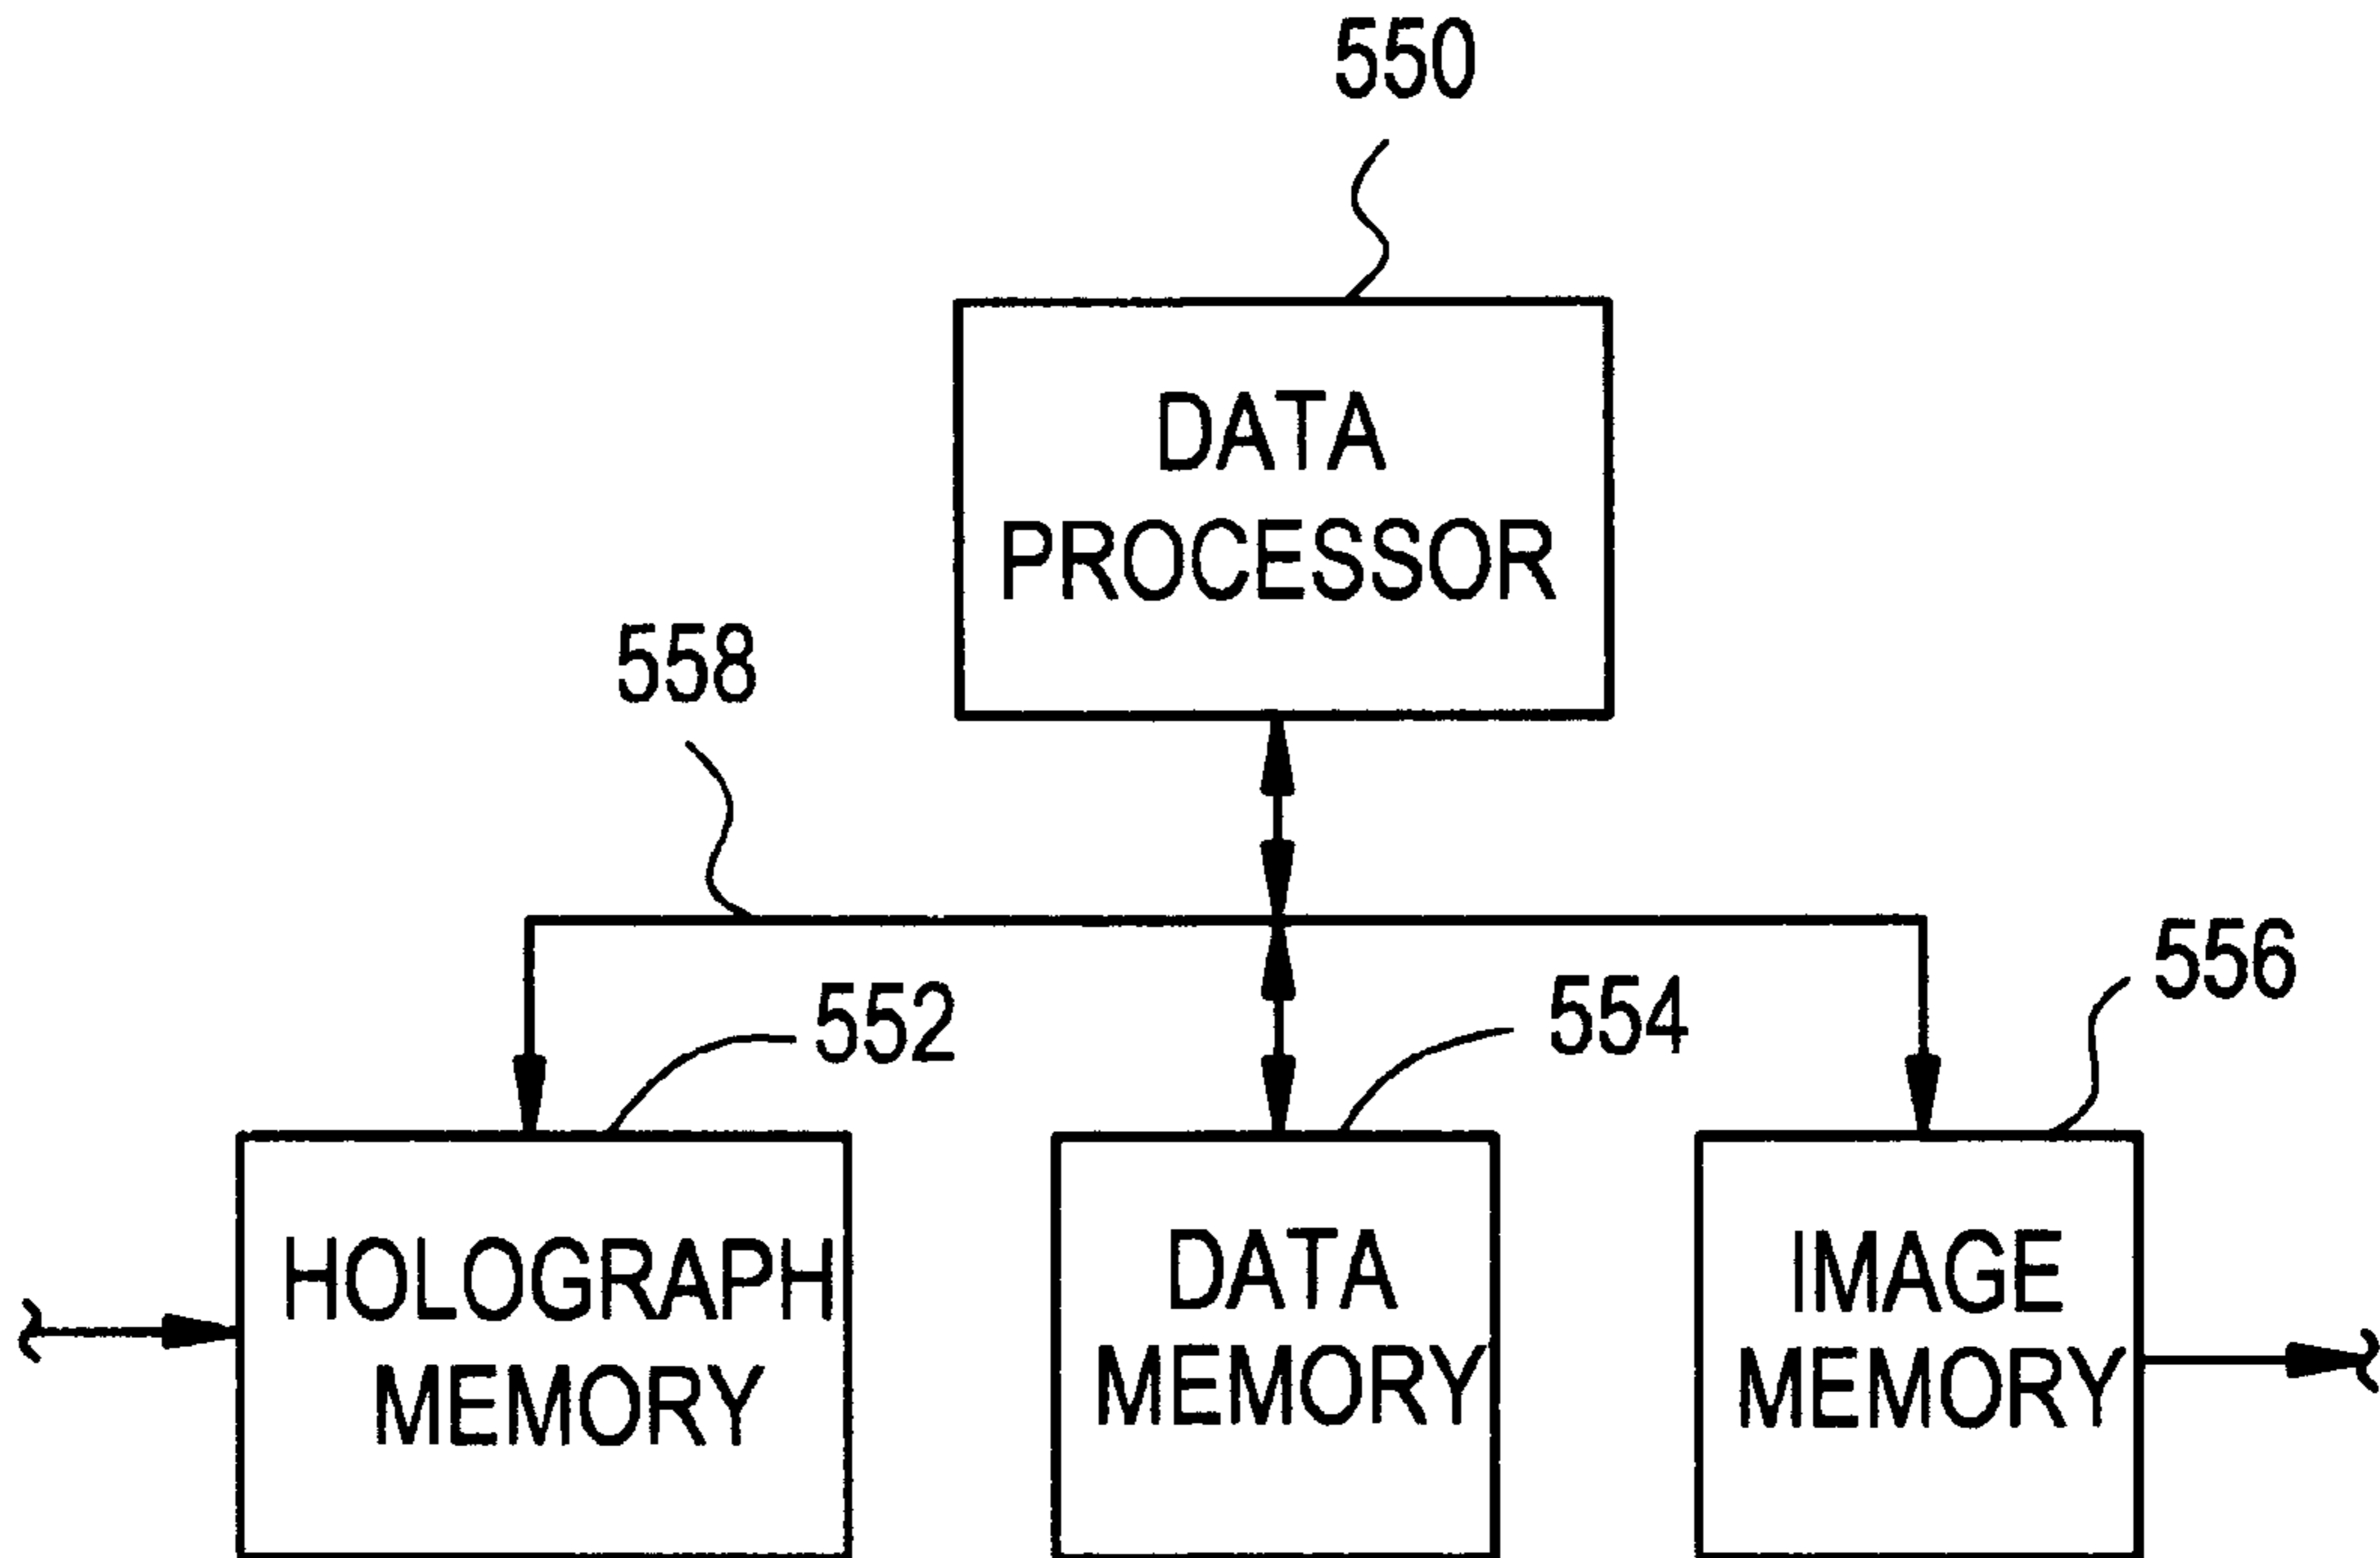 550
DATA
PROCESSOR
558
552
554
556
HOLOGRAPH
MEMORY
DATA
MEMORY
IMAGE
MEMORY